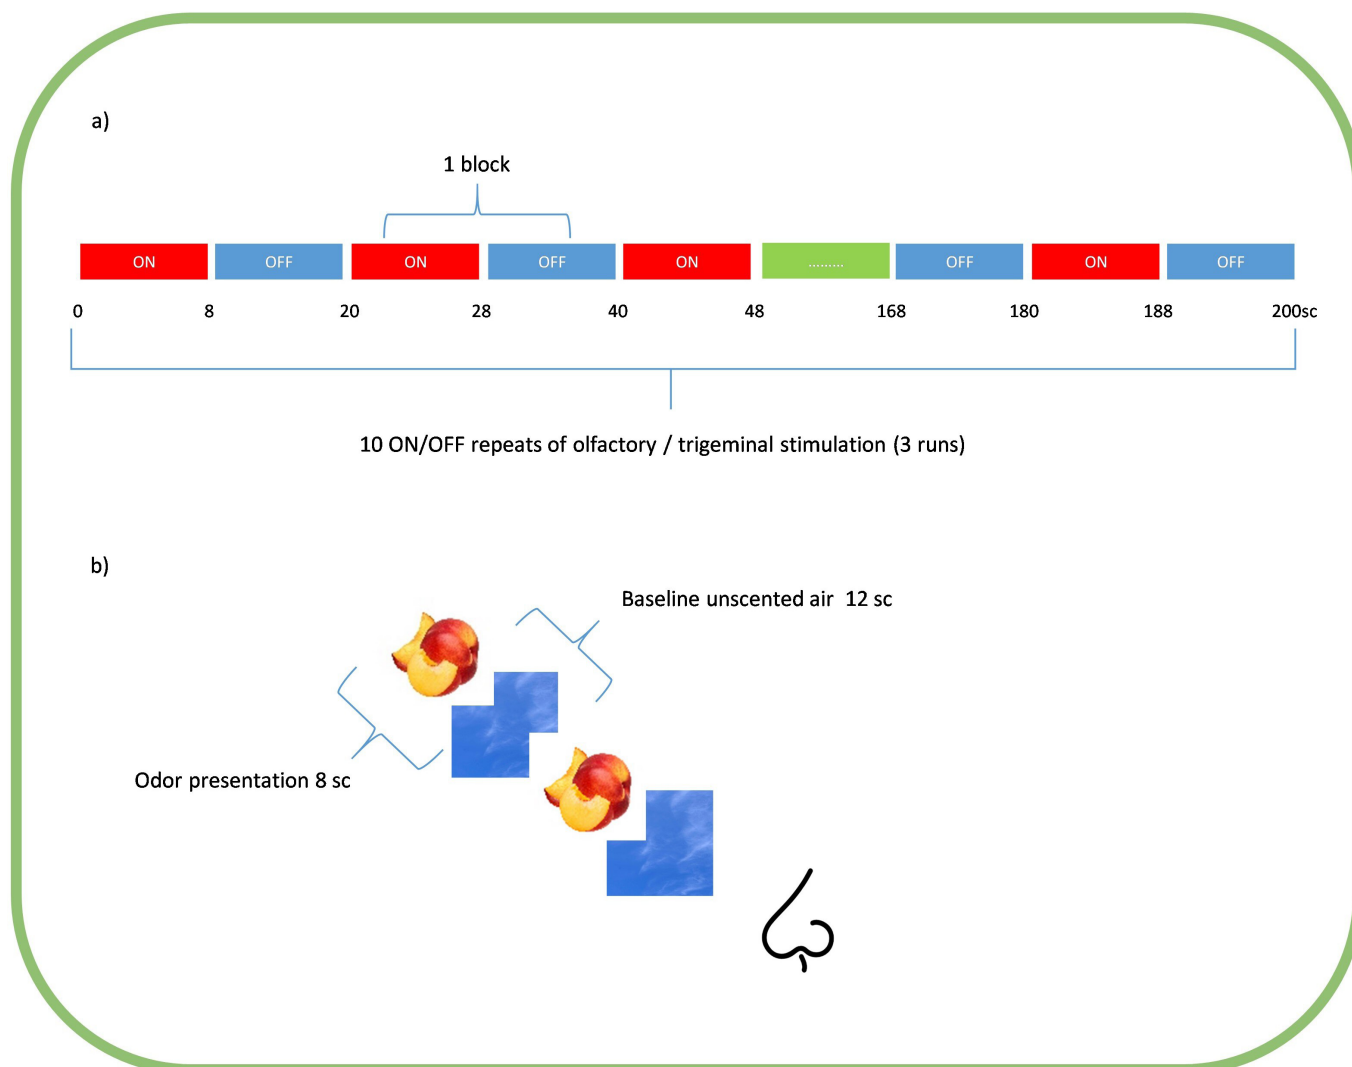 a)
1 block
ON OFF ON OFF ON ......... OFF ON OFF
0 8 20 28 40 48 168 180 188 200sc
10 ON/OFF repeats of olfactory / trigeminal stimulation (3 runs)
b)
Baseline unscented air 12 sc
Odor presentation 8 sc